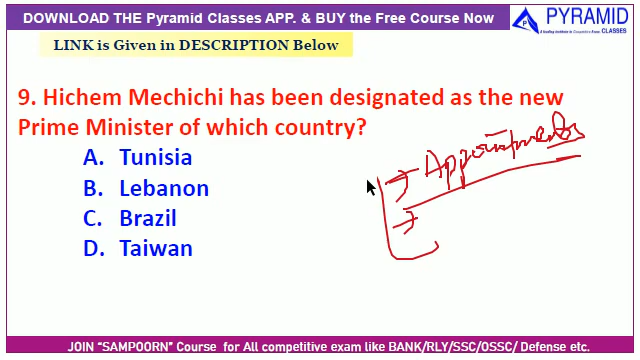 DOWNLOAD THE Pyramid Classes APP. & BUY the Free Course Now
PYRAMID
CLASSES
LINK is Given in DESCRIPTION Below
9. Hichem Mechichi has been designated as the new
Prime Minister of which country?
A. Tunisia
B. Lebanon
C. Brazil
D. Taiwan
Appointments
JOIN "SAMPOORN" Course for All competitive exam like BANK/RLY/SSC/OSSC/ Defense etc.